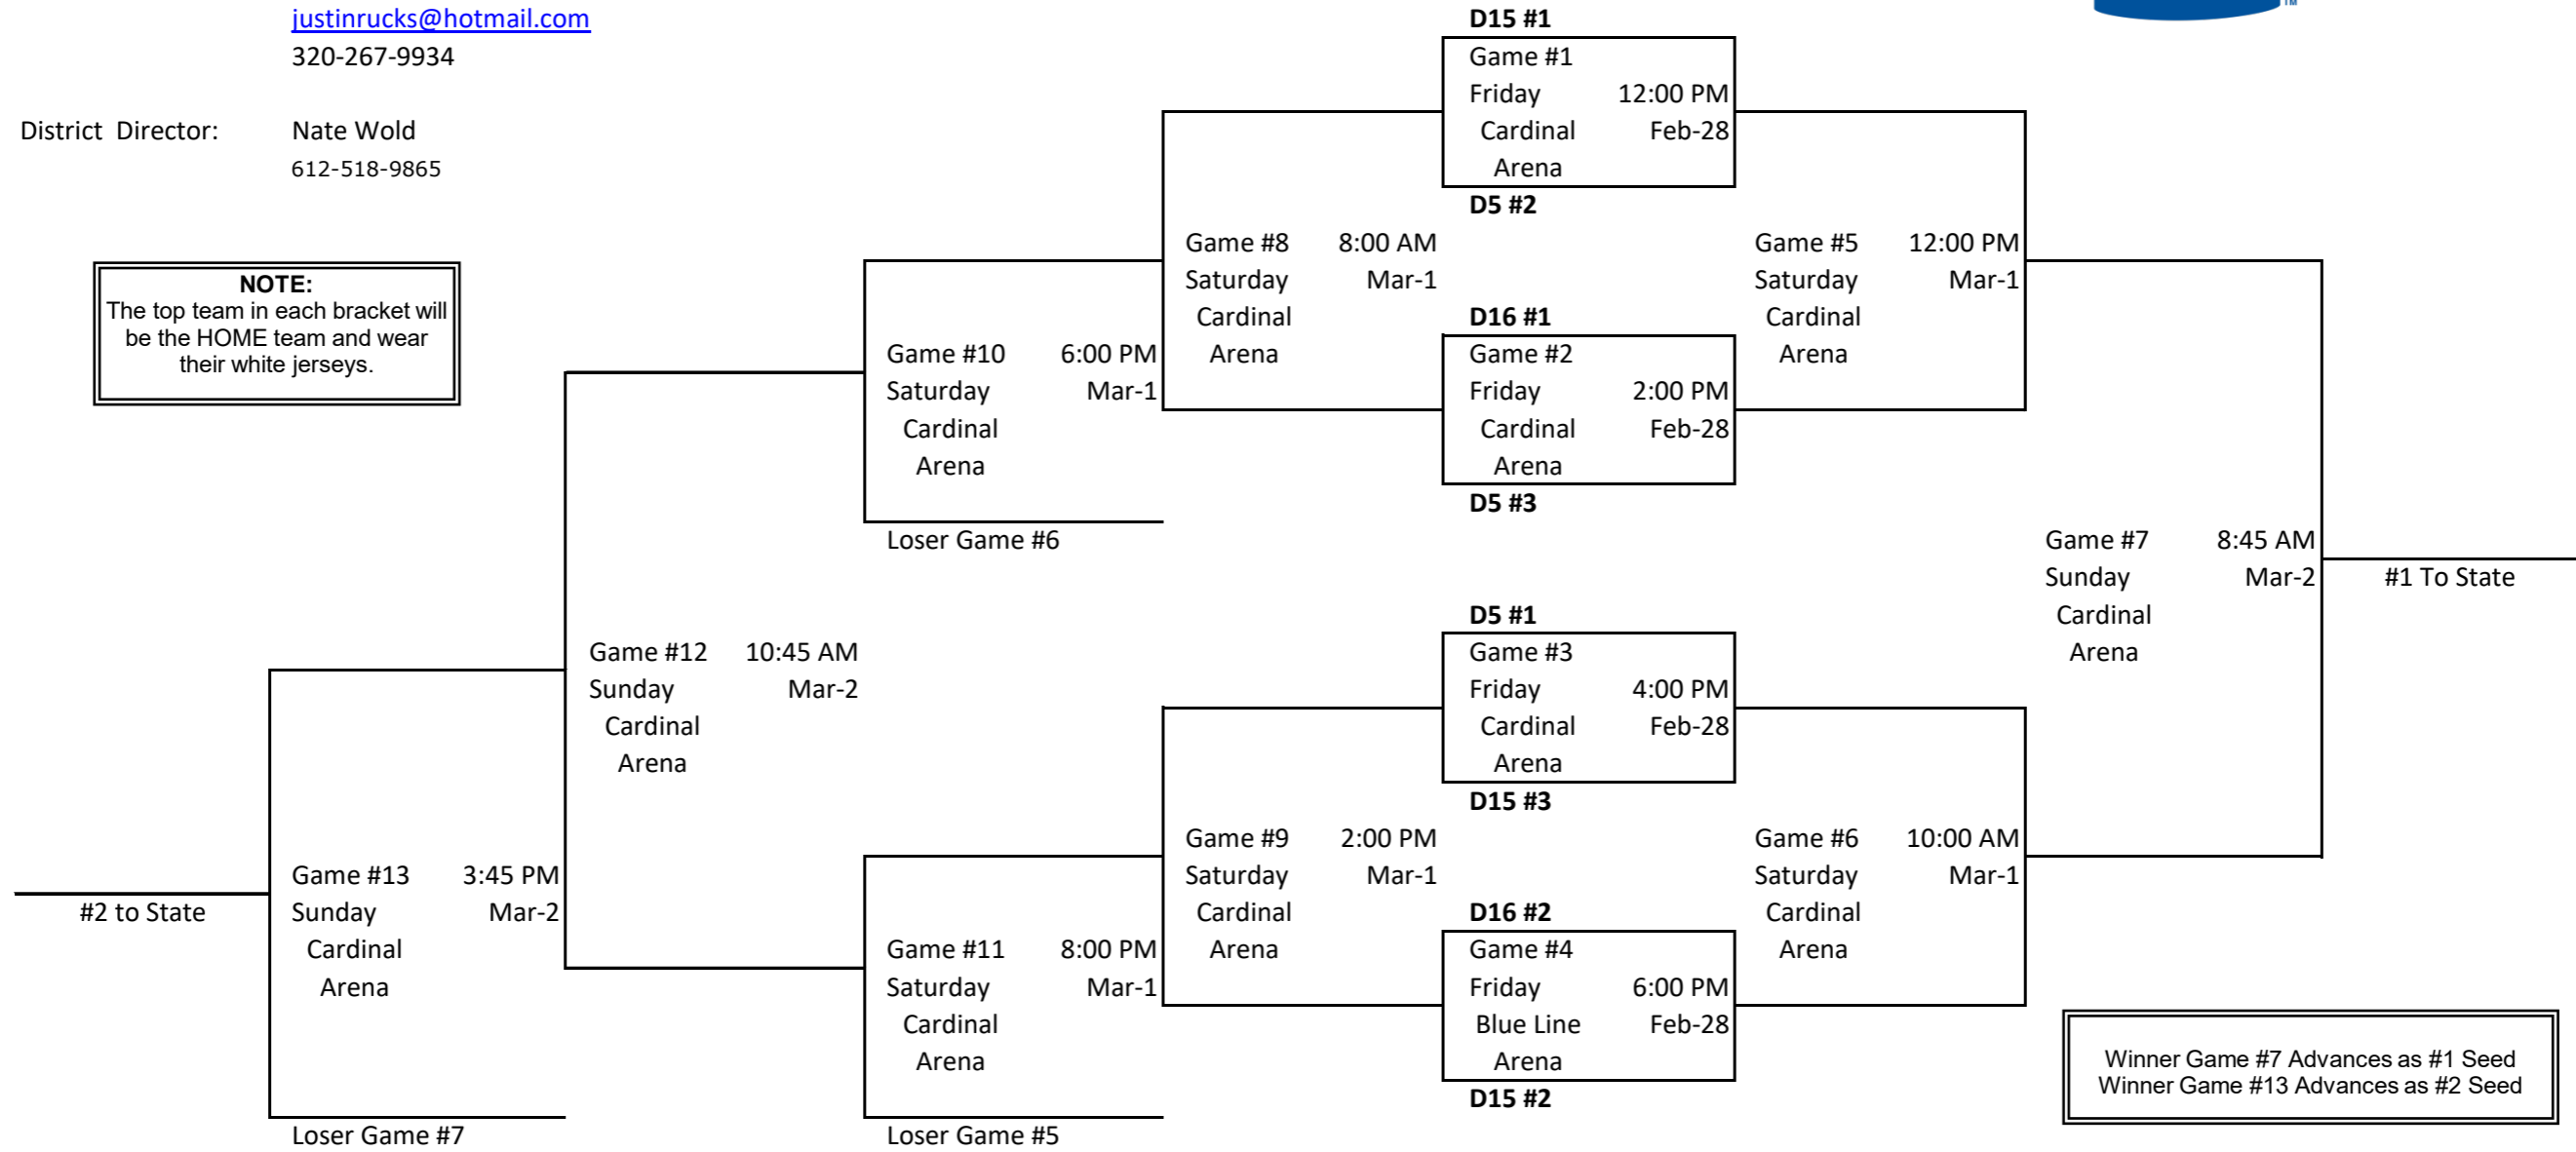 justinrucks@hotmail.com
320-267-9934
District Director: Nate Wold
612-518-9865
NOTE:
The top team in each bracket will
be the HOME team and wear
their white jerseys.
D15 #1
Game #1
Friday 12:00 PM
Cardinal Feb-28
Arena
D5 #2
Game #8 8:00 AM
Saturday Mar-1
Cardinal
Arena
Game #5 12:00 PM
Saturday Mar-1
Cardinal
Arena
D16 #1
Game #2
Friday 2:00 PM
Cardinal Feb-28
Arena
D5 #3
Game #10 6:00 PM
Saturday Mar-1
Cardinal
Arena
Loser Game #6
Game #7 8:45 AM
Sunday Mar-2
Cardinal
Arena
#1 To State
D5 #1
Game #3
Friday 4:00 PM
Cardinal Feb-28
Arena
D15 #3
Game #12 10:45 AM
Sunday Mar-2
Cardinal
Arena
Game #9 2:00 PM
Saturday Mar-1
Cardinal
Arena
Game #6 10:00 AM
Saturday Mar-1
Cardinal
Arena
D16 #2
Game #4
Friday 6:00 PM
Blue Line Feb-28
Arena
D15 #2
Game #13 3:45 PM
Sunday Mar-2
Cardinal
Arena
#2 to State
Loser Game #7
Game #11 8:00 PM
Saturday Mar-1
Cardinal
Arena
Loser Game #5
Winner Game #7 Advances as #1 Seed
Winner Game #13 Advances as #2 Seed
TM